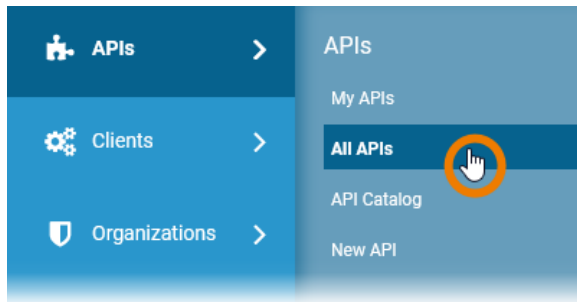 APIs
Clients
Organizations
APIs
My APIs
All APIs
API Catalog
New API